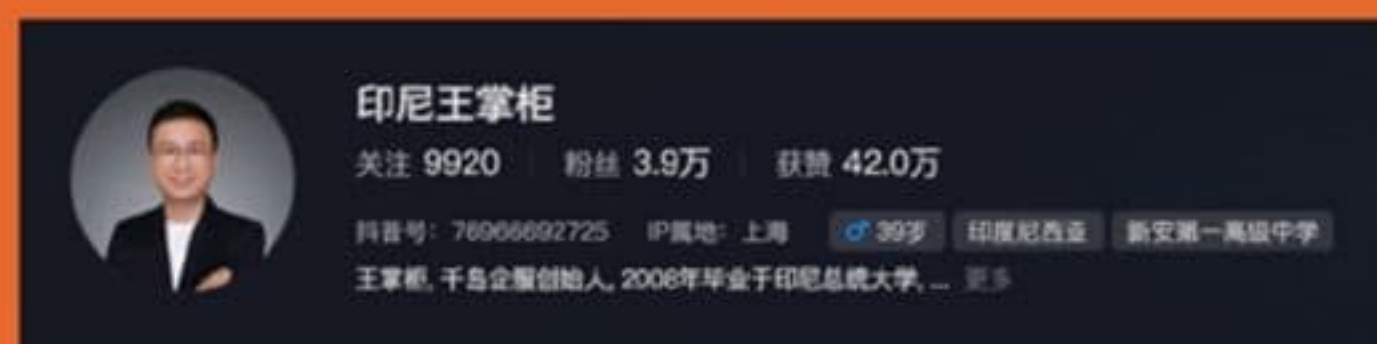 印尼王掌柜
关注 9920 粉丝 3.9万 获赞 42.0万
抖音号: 76966692725 IP属地: 上海 ♂ 39岁 印度尼西亚 新安第一高级中学
王掌柜, 千岛企服创始人, 2008年毕业于印尼总统大学, ... 更多